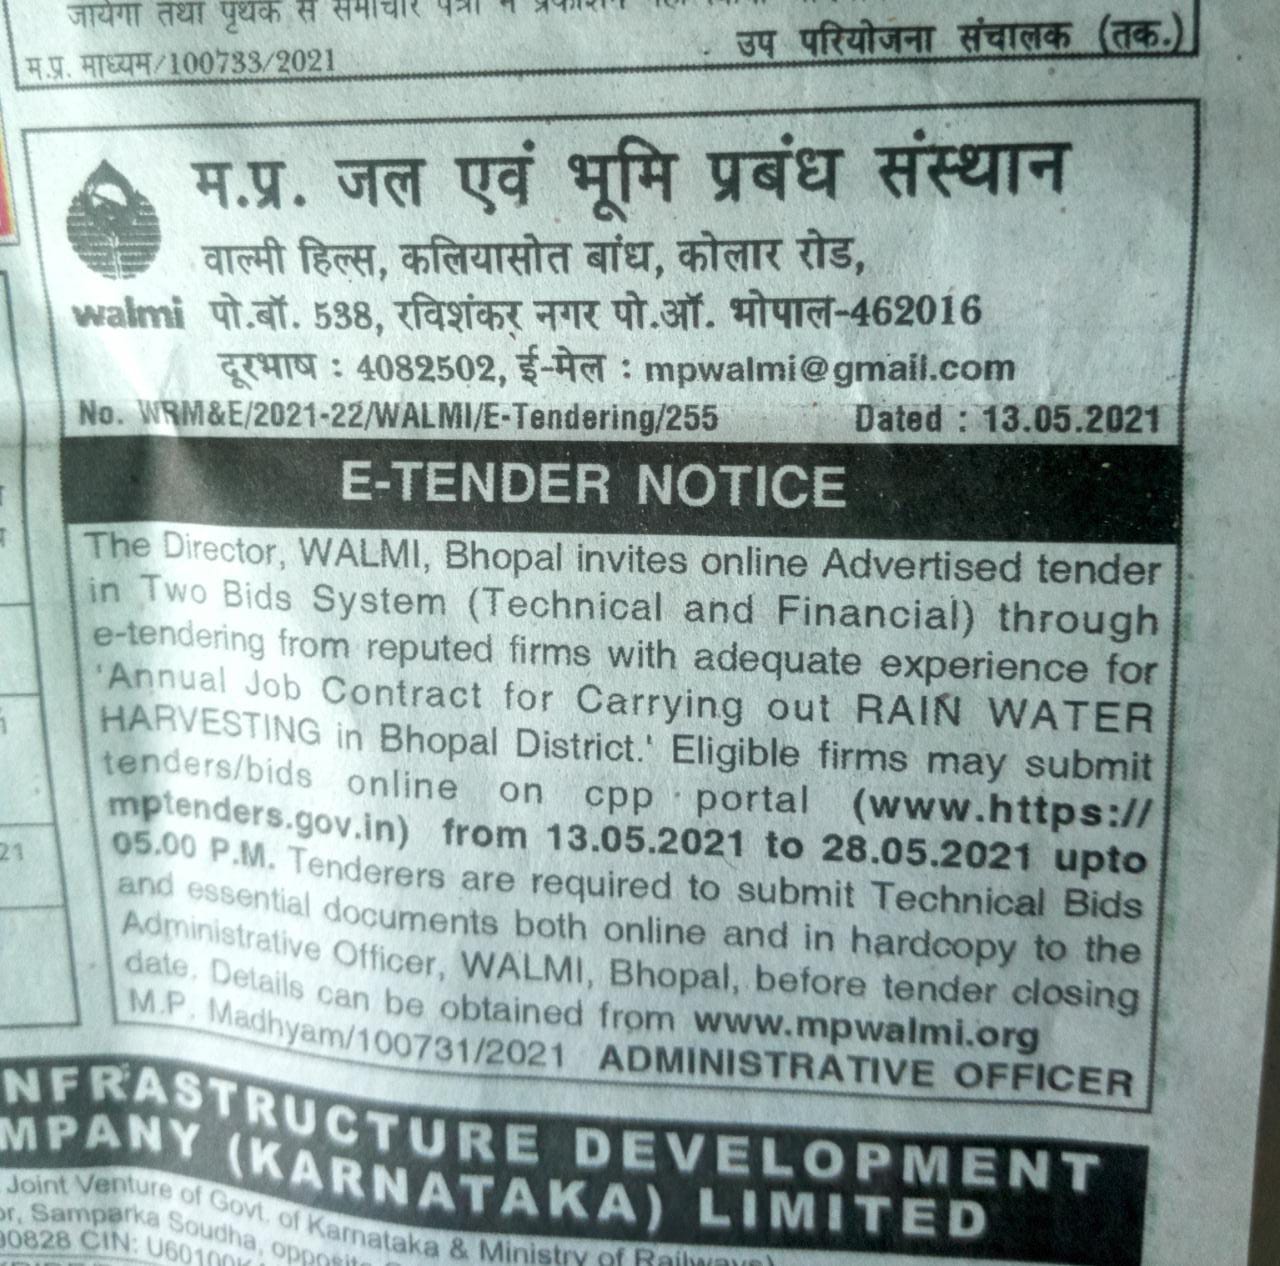 जायेगा तथा पृथक से समाचार पत्रों में प्रकाशन
उप परियोजना संचालक (तक.)
म.प्र. माध्यम/100733/2021
म.प्र. जल एवं भूमि प्रबंध संस्थान
वाल्मी हिल्स, कलियासोत बांध, कोलार रोड,
walmi पो.बॉ. 538, रविशंकर नगर पो.ऑ. भोपाल-462016
दूरभाष : 4082502, ई-मेल : mpwalmi@gmail.com
No. WRM&E/2021-22/WALMI/E-Tendering/255 Dated : 13.05.2021
E-TENDER NOTICE
The Director, WALMI, Bhopal invites online Advertised tender
in Two Bids System (Technical and Financial) through
e-tendering from reputed firms with adequate experience for
'Annual Job Contract for Carrying out RAIN WATER
HARVESTING in Bhopal District.' Eligible firms may submit
tenders/bids online on cpp portal (www.https://
mptenders.gov.in) from 13.05.2021 to 28.05.2021 upto
05.00 P.M. Tenderers are required to submit Technical Bids
and essential documents both online and in hardcopy to the
Administrative Officer, WALMI, Bhopal, before tender closing
date. Details can be obtained from www.mpwalmi.org
M.P. Madhyam/100731/2021 ADMINISTRATIVE OFFICER
21
NFRASTRUCTURE DEVELOPMENT
MPANY (KARNATAKA) LIMITED
Joint Venture of Govt. of Karnataka & Ministry of Railways)
or, Samparka Soudha, opposite
00828 CIN: